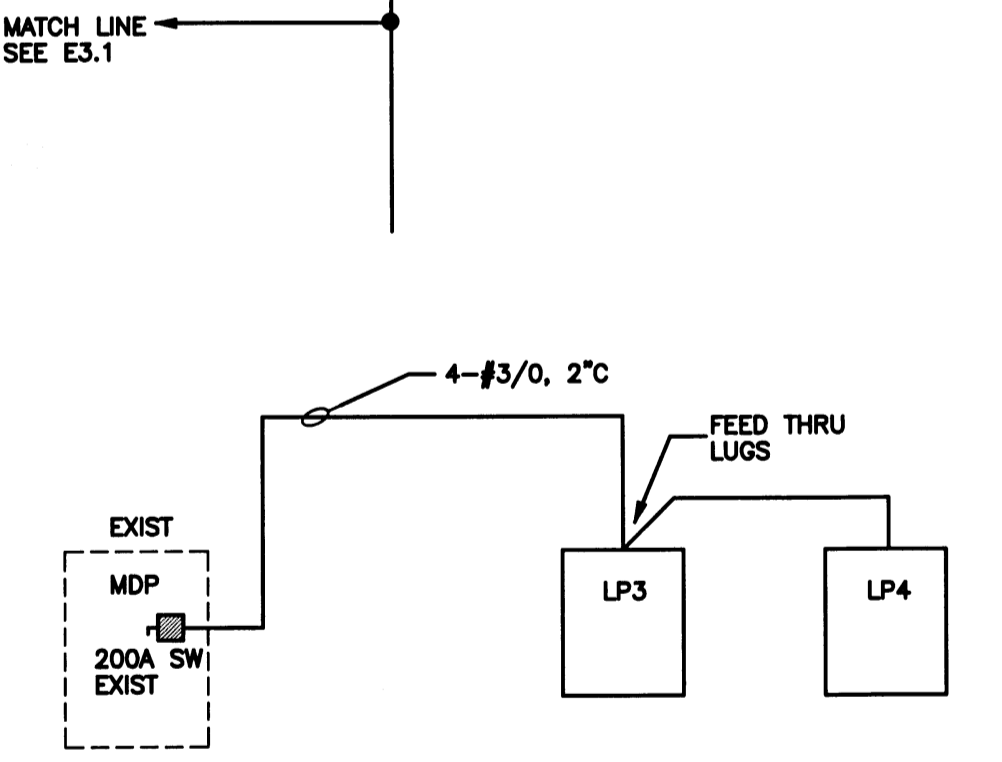 MATCH LINE
SEE E3.1
4-#3/0, 2"C
FEED THRU
LUGS
EXIST
MDP
200A SW
EXIST
LP3
LP4